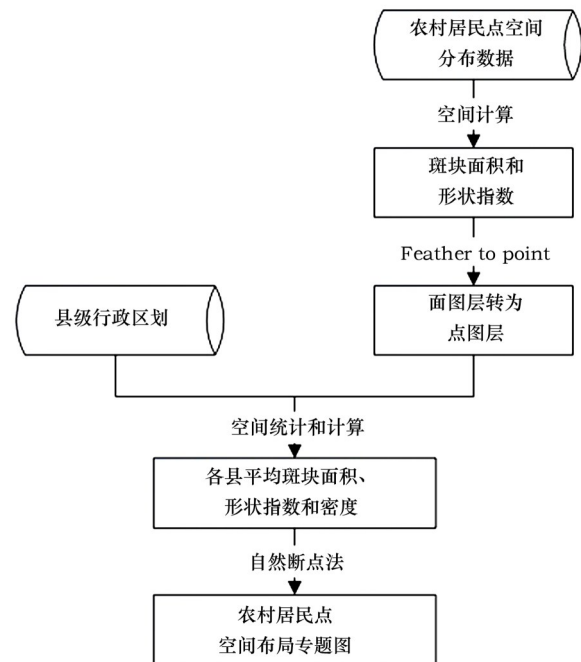 农村居民点空间
分布数据
空间计算
斑块面积和
形状指数
Feather to point
县级行政区划
面图层转为
点图层
空间统计和计算
各县平均斑块面积、
形状指数和密度
自然断点法
农村居民点
空间布局专题图